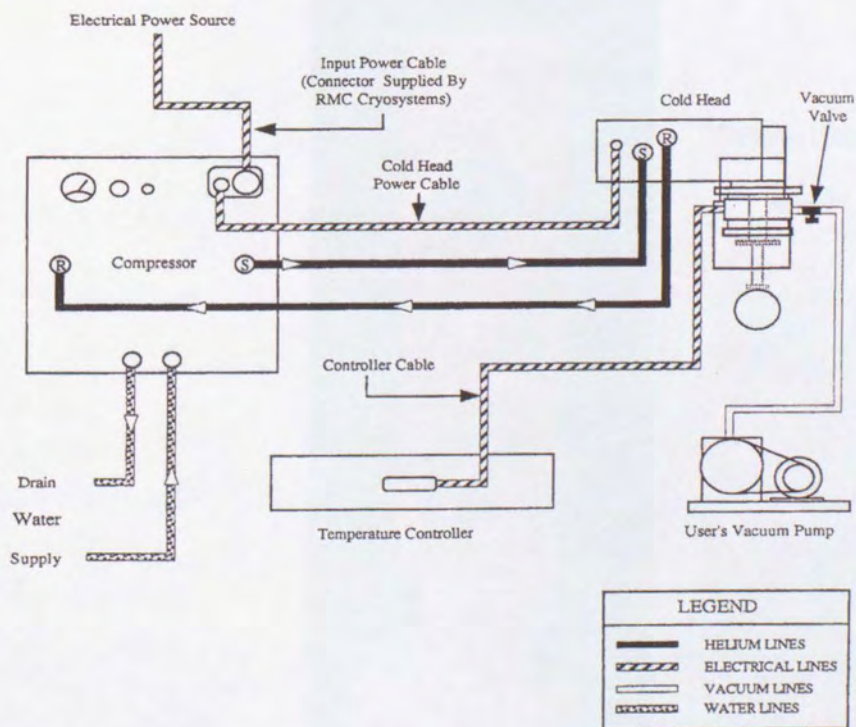 Electrical Power Source
Input Power Cable
(Connector Supplied By
RMC Cryosystems)
Cold Head
Vacuum
Valve
Cold Head
Power Cable
S
R
R
Compressor
S
Controller Cable
Drain
Water
Supply
Temperature Controller
User's Vacuum Pump
LEGEND
HELIUM LINES
ELECTRICAL LINES
VACUUM LINES
WATER LINES